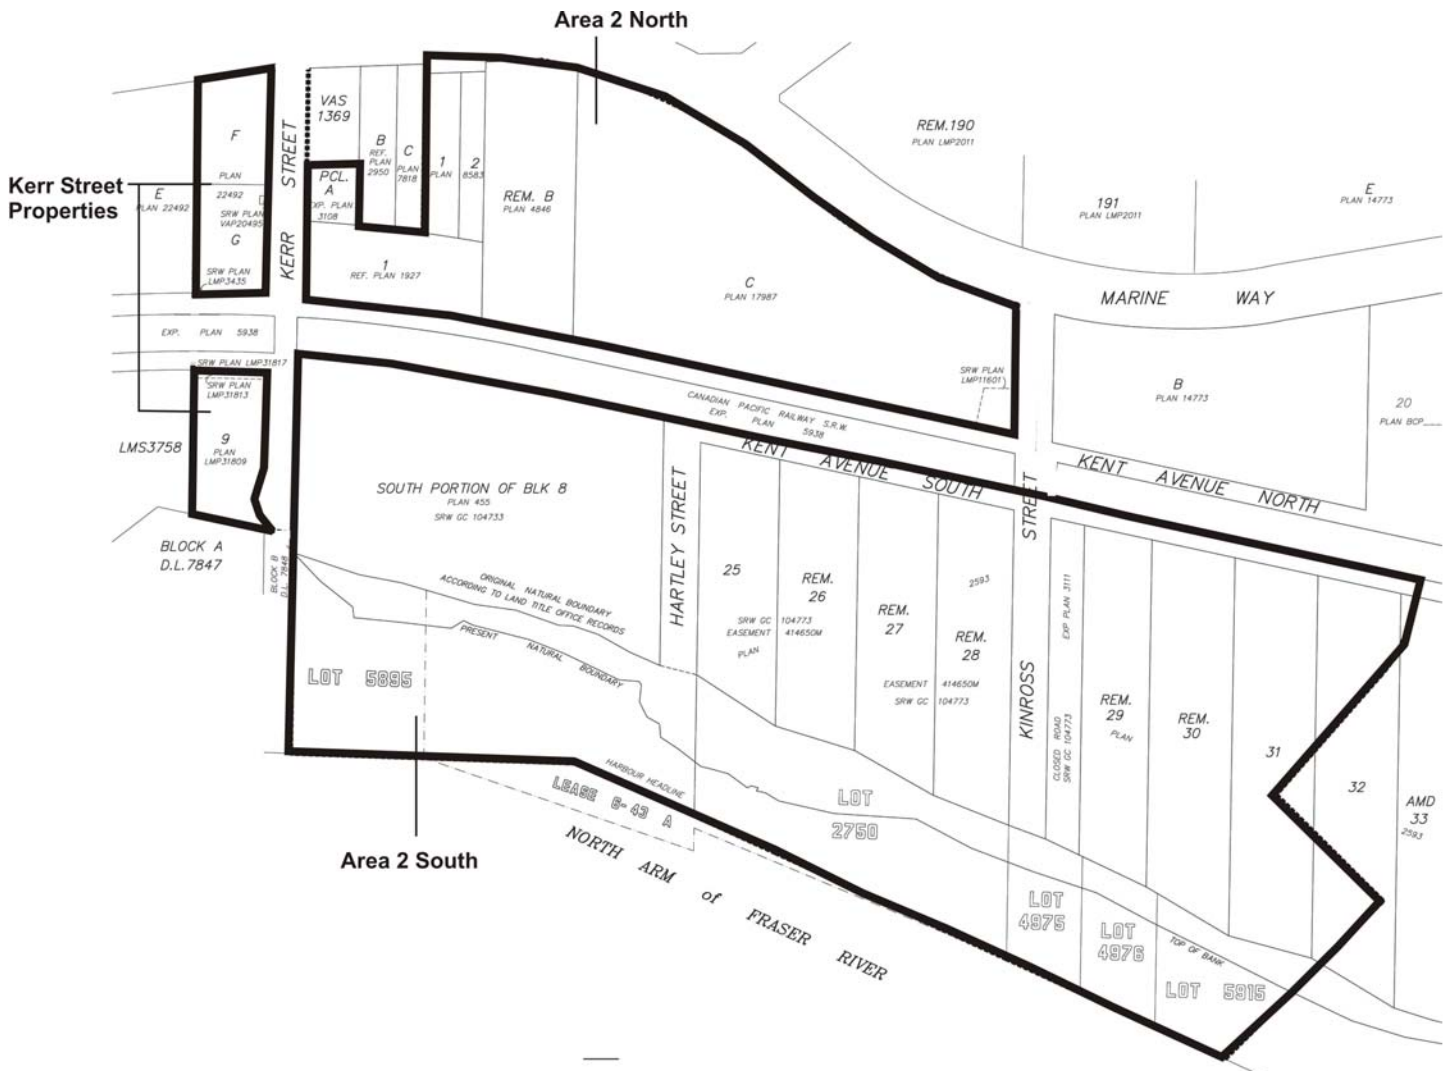 Area 2 North
Kerr Street
Properties
F
PLAN
22492
SRW PLAN
VAP20495
G
SRW PLAN
LMP3435
E
PLAN 22492
KERR STREET
VAS
1369
B
REF.
PLAN
2950
C
PLAN
7818
1
PLAN
2
8583
PCL.
A
EXP. PLAN
3108
1
REF. PLAN 1927
REM. B
PLAN 4846
C
PLAN 17987
REM.190
PLAN LMP2011
191
PLAN LMP2011
E
PLAN 14773
MARINE WAY
B
PLAN 14773
20
PLAN BCP
SRW PLAN
LMP11601
EXP. PLAN 5938
SRW PLAN LMP31817
SRW PLAN
LMP31813
9
PLAN
LMP31809
LMS3758
BLOCK A
D.L.7847
BLOCK B
D.L. 7848
CANADIAN PACIFIC RAILWAY S.R.W.
EXP. PLAN 5938
KENT AVENUE SOUTH
KENT AVENUE NORTH
SOUTH PORTION OF BLK 8
PLAN 455
SRW GC 104733
HARTLEY STREET
KINROSS STREET
ORIGINAL NATURAL BOUNDARY
ACCORDING TO LAND TITLE OFFICE RECORDS
PRESENT NATURAL BOUNDARY
25
REM.
26
SRW GC 104773
EASEMENT 414650M
PLAN
REM.
27
2593
REM.
28
EASEMENT 414650M
SRW GC 104773
EXP PLAN 3111
CLOSED ROAD
SRW GC 104773
REM.
29
PLAN
REM.
30
31
32
AMD
33
2593
LOT 5895
HARBOUR HEADLINE
LEASE 6-43 A
LOT
2750
LOT
4975
LOT
4976
TOP OF BANK
LOT 5915
NORTH ARM of FRASER RIVER
Area 2 South